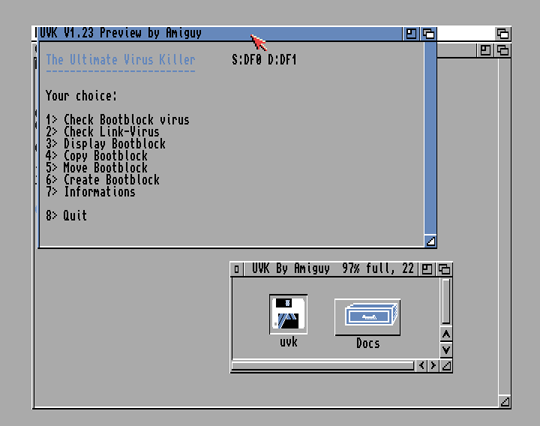 UVK V1.23 Preview by Amiguy
The Ultimate Virus Killer S:DF0 D:DF1
Your choice:
1> Check Bootblock virus
2> Check Link-Virus
3> Display Bootblock
4> Copy Bootblock
5> Move Bootblock
6> Create Bootblock
7> Informations
8> Quit
UVK By Amiguy 97% full, 22
uvk Docs